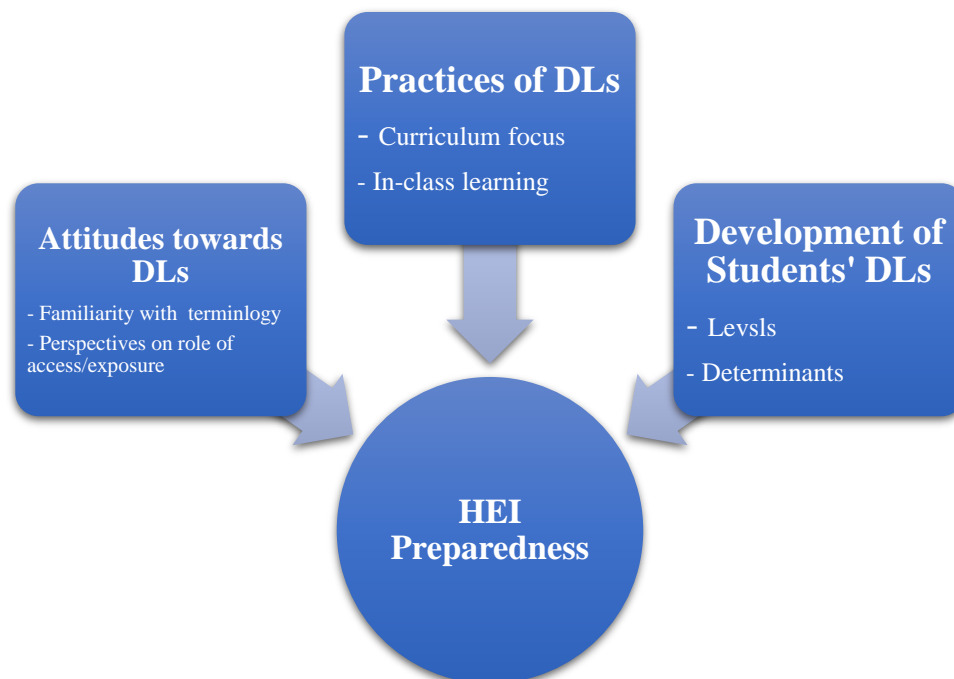 Practices of DLs
- Curriculum focus
- In-class learning
Attitudes towards
DLs
- Familiarity with terminlogy
- Perspectives on role of
access/exposure
Development of
Students' DLs
- Levsls
- Determinants
HEI
Preparedness